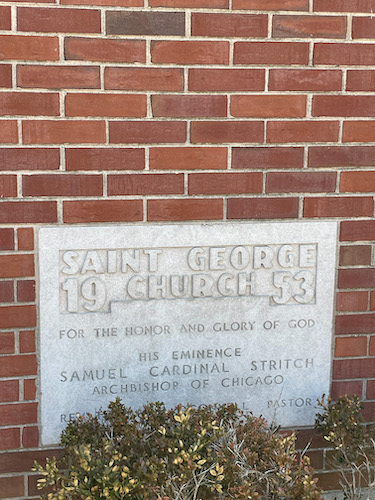 SAINT GEORGE
19 CHURCH 53
FOR THE HONOR AND GLORY OF GOD
HIS EMINENCE
SAMUEL CARDINAL STRITCH
ARCHBISHOP OF CHICAGO
PASTOR